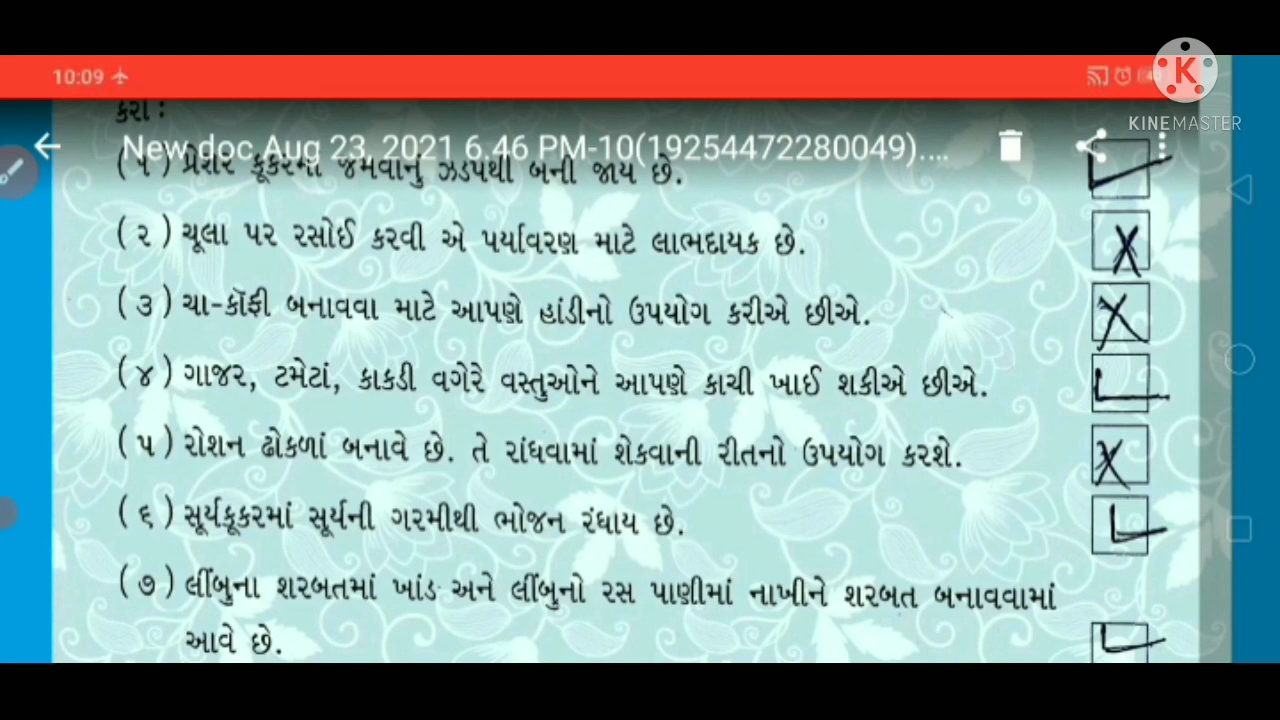 10:09
KINEMASTER
કરો :
New doc Aug 23, 2021 6.46 PM-10(19254472280049)....
(૧) પ્રેશર કૂકરમાં જમવાનું ઝડપથી બની જાય છે.
(૨) ચૂલા પર રસોઈ કરવી એ પર્યાવરણ માટે લાભદાયક છે.
(૩) ચા-કૉફી બનાવવા માટે આપણે હાંડીનો ઉપયોગ કરીએ છીએ.
(૪) ગાજર, ટમેટાં, કાકડી વગેરે વસ્તુઓને આપણે કાચી ખાઈ શકીએ છીએ.
(૫) રોશન ઢોકળાં બનાવે છે. તે રાંધવામાં શેકવાની રીતનો ઉપયોગ કરશે.
(૬) સૂર્યકૂકરમાં સૂર્યની ગરમીથી ભોજન રંધાય છે.
(૭) લીંબુના શરબતમાં ખાંડ અને લીંબુનો રસ પાણીમાં નાખીને શરબત બનાવવામાં
આવે છે.